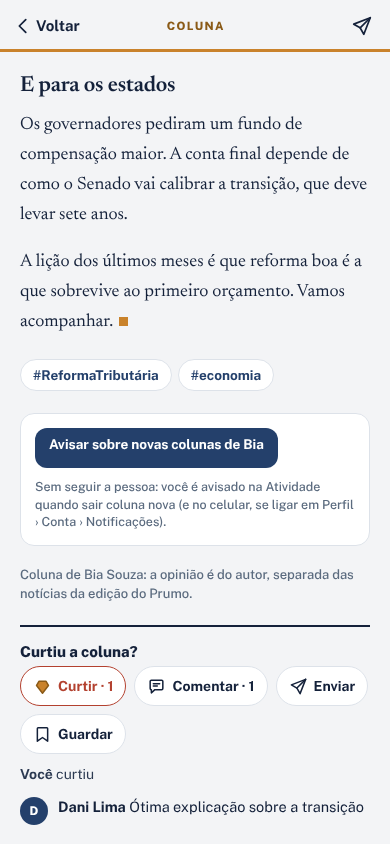 Voltar
COLUNA
E para os estados
Os governadores pediram um fundo de
compensação maior. A conta final depende de
como o Senado vai calibrar a transição, que deve
levar sete anos.
A lição dos últimos meses é que reforma boa é a
que sobrevive ao primeiro orçamento. Vamos
acompanhar.
#ReformaTributária
#economia
Avisar sobre novas colunas de Bia
Sem seguir a pessoa: você é avisado na Atividade
quando sair coluna nova (e no celular, se ligar em Perfil
› Conta › Notificações).
Coluna de Bia Souza: a opinião é do autor, separada das
notícias da edição do Prumo.
Curtiu a coluna?
Curtir · 1
Comentar · 1
Enviar
Guardar
Você curtiu
D
Dani Lima Ótima explicação sobre a transição